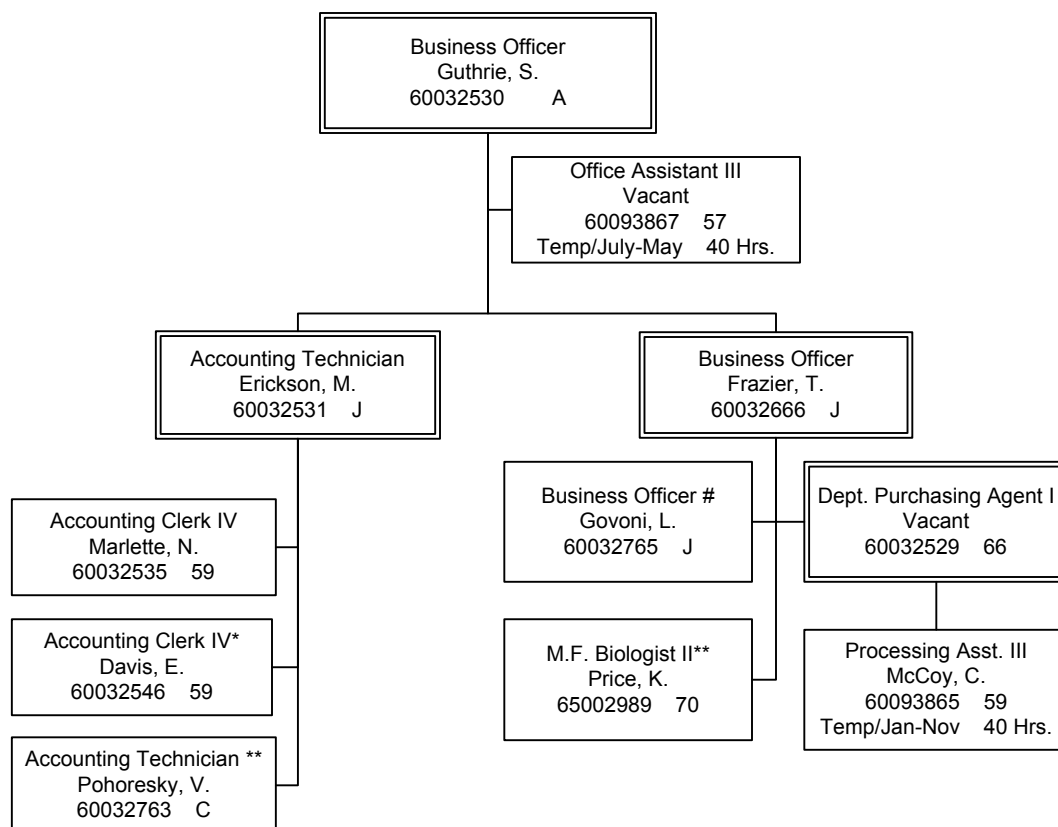 Business Officer
Guthrie, S.
60032530 A
Office Assistant III
Vacant
60093867 57
Temp/July-May 40 Hrs.
Accounting Technician
Erickson, M.
60032531 J
Business Officer
Frazier, T.
60032666 J
Accounting Clerk IV
Marlette, N.
60032535 59
Accounting Clerk IV*
Davis, E.
60032546 59
Accounting Technician **
Pohoresky, V.
60032763 C
Business Officer #
Govoni, L.
60032765 J
Dept. Purchasing Agent I
Vacant
60032529 66
M.F. Biologist II**
Price, K.
65002989 70
Processing Asst. III
McCoy, C.
60093865 59
Temp/Jan-Nov 40 Hrs.